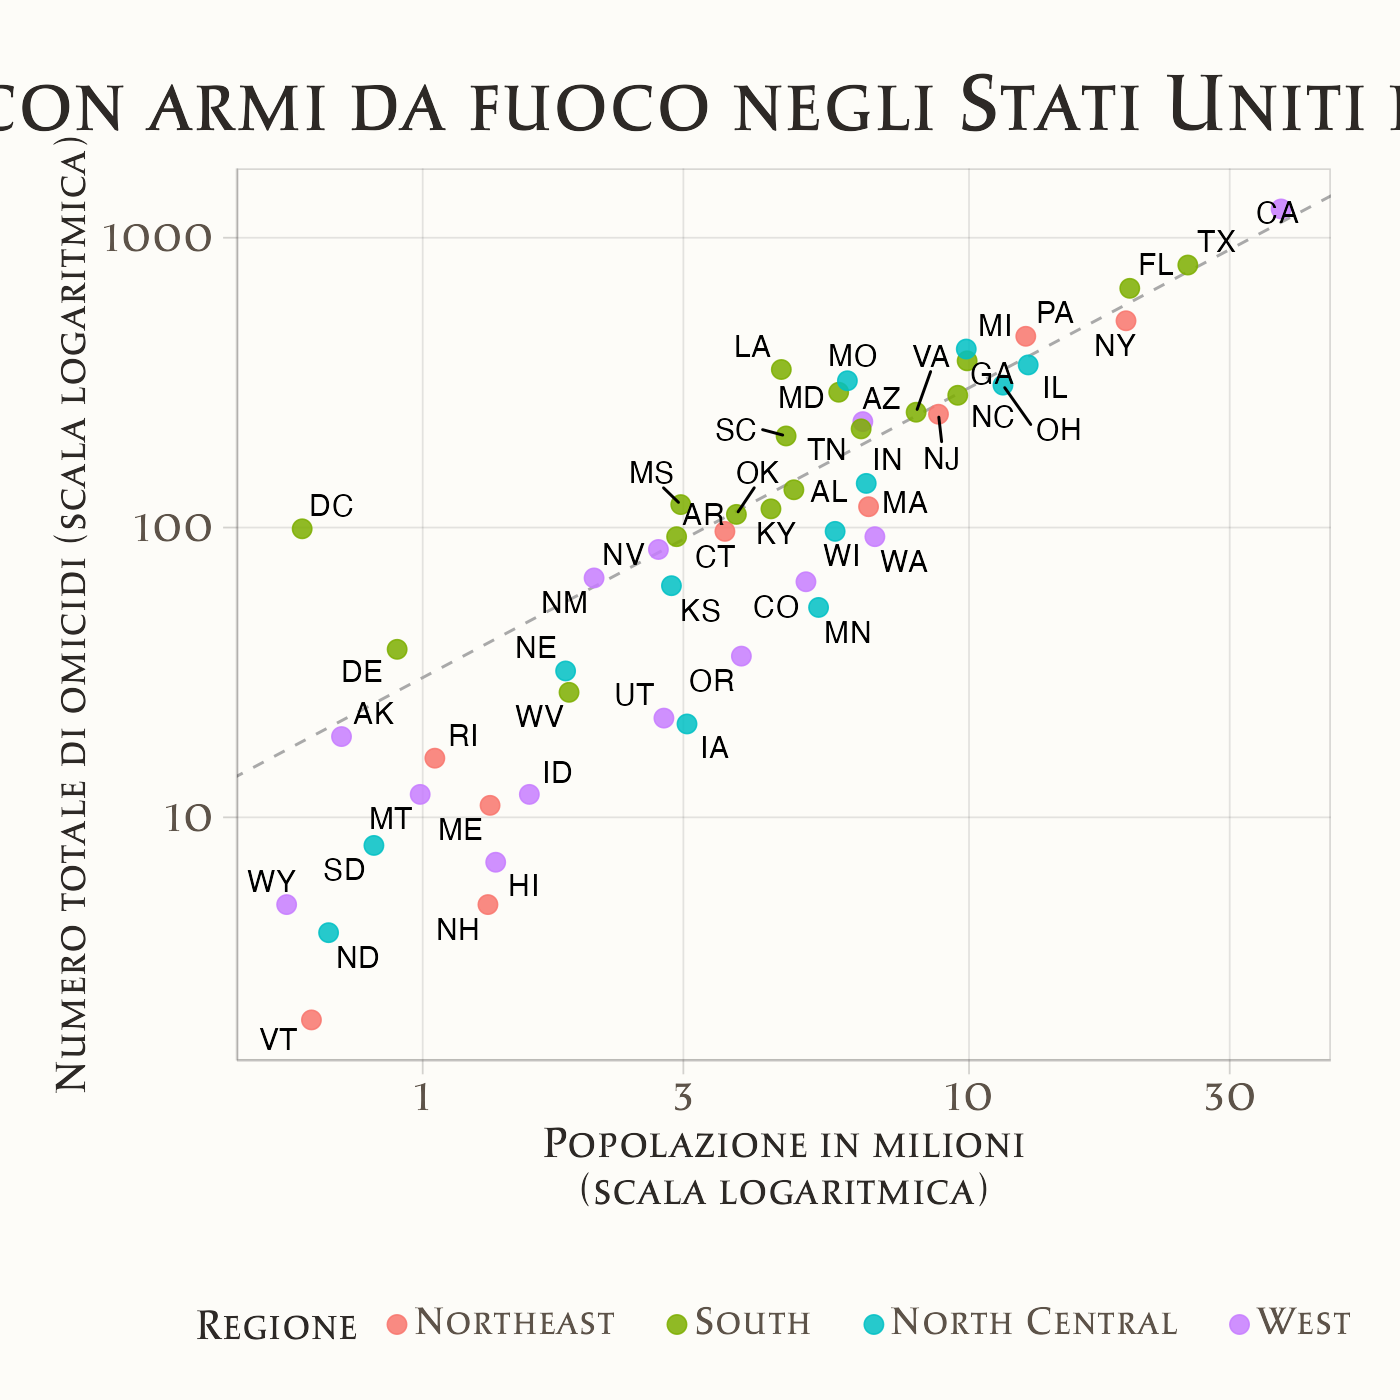 con armi da fuoco negli Stati Uniti
Numero totale di omicidi (scala logaritmica)
1000
100
10
CA
TX
FL
PA
MI
NY
LA
MO
VA
GA
IL
MD
AZ
NC
OH
SC
TN
IN
NJ
MS
OK
AL
MA
DC
AR
KY
NV
CT
WI
WA
NM
KS
CO
MN
NE
DE
OR
UT
AK
WV
RI
IA
ID
MT
ME
SD
WY
HI
NH
ND
VT
1 3 10 30
Popolazione in milioni
(scala logaritmica)
Regione Northeast South North Central West